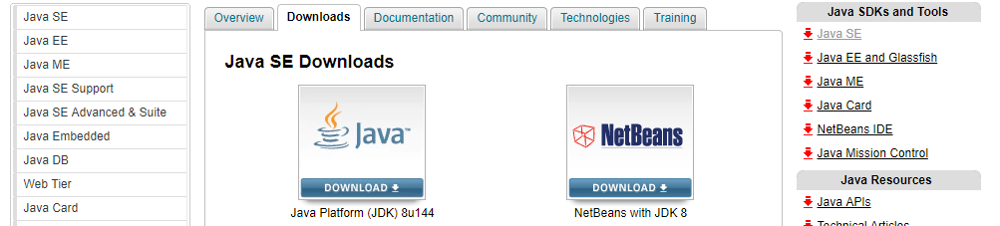 Java SE
Java EE
Java ME
Java SE Support
Java SE Advanced & Suite
Java Embedded
Java DB
Web Tier
Java Card
Overview
Downloads
Documentation
Community
Technologies
Training
Java SE Downloads
Java™
DOWNLOAD
Java Platform (JDK) 8u144
NetBeans
DOWNLOAD
NetBeans with JDK 8
Java SDKs and Tools
Java SE
Java EE and Glassfish
Java ME
Java Card
NetBeans IDE
Java Mission Control
Java Resources
Java APIs
Technical Articles